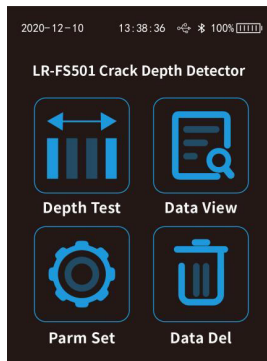 2020-12-10 13:38:36 100%
LR-FS501 Crack Depth Detector
Depth Test Data View
Parm Set Data Del